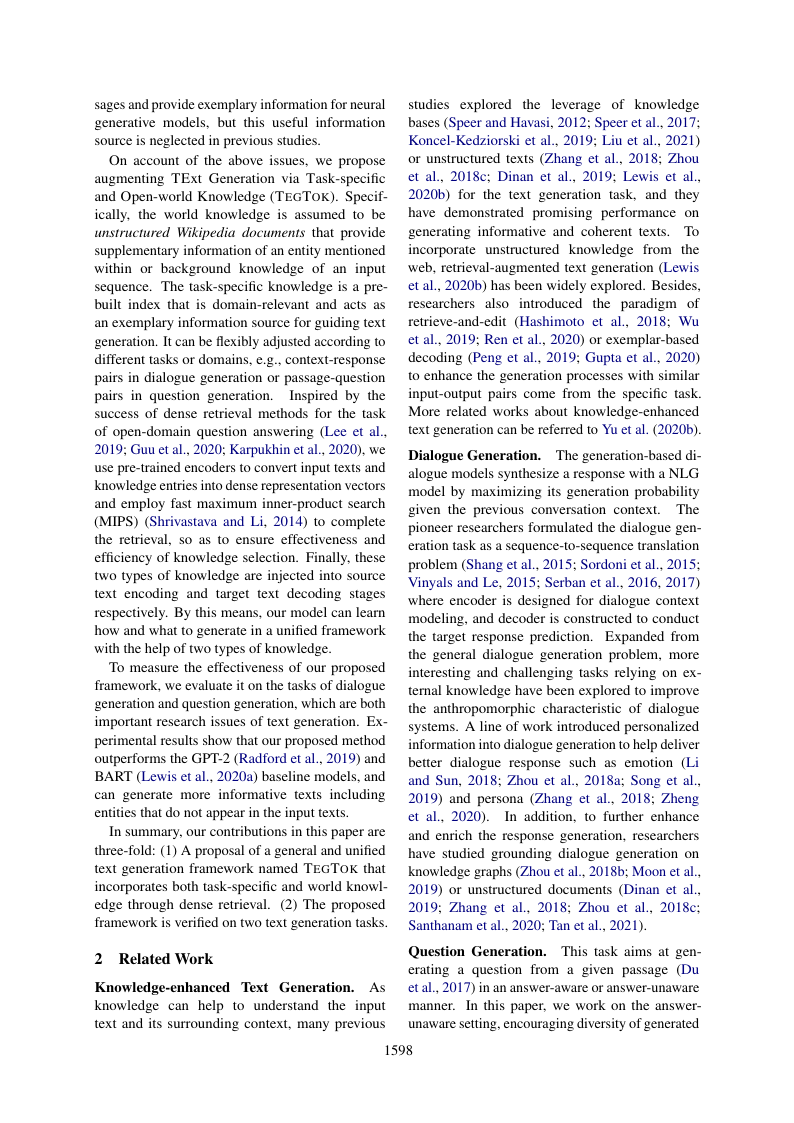 sages and provide exemplary information for neural
generative models, but this useful information
source is neglected in previous studies.
On account of the above issues, we propose
augmenting TExt Generation via Task-specific
and Open-world Knowledge (TEGTOK). Specif-
ically, the world knowledge is assumed to be
unstructured Wikipedia documents that provide
supplementary information of an entity mentioned
within or background knowledge of an input
sequence. The task-specific knowledge is a pre-
built index that is domain-relevant and acts as
an exemplary information source for guiding text
generation. It can be flexibly adjusted according to
different tasks or domains, e.g., context-response
pairs in dialogue generation or passage-question
pairs in question generation. Inspired by the
success of dense retrieval methods for the task
of open-domain question answering (Lee et al.,
2019; Guu et al., 2020; Karpukhin et al., 2020), we
use pre-trained encoders to convert input texts and
knowledge entries into dense representation vectors
and employ fast maximum inner-product search
(MIPS) (Shrivastava and Li, 2014) to complete
the retrieval, so as to ensure effectiveness and
efficiency of knowledge selection. Finally, these
two types of knowledge are injected into source
text encoding and target text decoding stages
respectively. By this means, our model can learn
how and what to generate in a unified framework
with the help of two types of knowledge.
To measure the effectiveness of our proposed
framework, we evaluate it on the tasks of dialogue
generation and question generation, which are both
important research issues of text generation. Ex-
perimental results show that our proposed method
outperforms the GPT-2 (Radford et al., 2019) and
BART (Lewis et al., 2020a) baseline models, and
can generate more informative texts including
entities that do not appear in the input texts.
In summary, our contributions in this paper are
three-fold: (1) A proposal of a general and unified
text generation framework named TEGTOK that
incorporates both task-specific and world knowl-
edge through dense retrieval. (2) The proposed
framework is verified on two text generation tasks.
2 Related Work
Knowledge-enhanced Text Generation. As
knowledge can help to understand the input
text and its surrounding context, many previous
studies explored the leverage of knowledge
bases (Speer and Havasi, 2012; Speer et al., 2017;
Koncel-Kedziorski et al., 2019; Liu et al., 2021)
or unstructured texts (Zhang et al., 2018; Zhou
et al., 2018c; Dinan et al., 2019; Lewis et al.,
2020b) for the text generation task, and they
have demonstrated promising performance on
generating informative and coherent texts. To
incorporate unstructured knowledge from the
web, retrieval-augmented text generation (Lewis
et al., 2020b) has been widely explored. Besides,
researchers also introduced the paradigm of
retrieve-and-edit (Hashimoto et al., 2018; Wu
et al., 2019; Ren et al., 2020) or exemplar-based
decoding (Peng et al., 2019; Gupta et al., 2020)
to enhance the generation processes with similar
input-output pairs come from the specific task.
More related works about knowledge-enhanced
text generation can be referred to Yu et al. (2020b).
Dialogue Generation. The generation-based di-
alogue models synthesize a response with a NLG
model by maximizing its generation probability
given the previous conversation context. The
pioneer researchers formulated the dialogue gen-
eration task as a sequence-to-sequence translation
problem (Shang et al., 2015; Sordoni et al., 2015;
Vinyals and Le, 2015; Serban et al., 2016, 2017)
where encoder is designed for dialogue context
modeling, and decoder is constructed to conduct
the target response prediction. Expanded from
the general dialogue generation problem, more
interesting and challenging tasks relying on ex-
ternal knowledge have been explored to improve
the anthropomorphic characteristic of dialogue
systems. A line of work introduced personalized
information into dialogue generation to help deliver
better dialogue response such as emotion (Li
and Sun, 2018; Zhou et al., 2018a; Song et al.,
2019) and persona (Zhang et al., 2018; Zheng
et al., 2020). In addition, to further enhance
and enrich the response generation, researchers
have studied grounding dialogue generation on
knowledge graphs (Zhou et al., 2018b; Moon et al.,
2019) or unstructured documents (Dinan et al.,
2019; Zhang et al., 2018; Zhou et al., 2018c;
Santhanam et al., 2020; Tan et al., 2021).
Question Generation. This task aims at gen-
erating a question from a given passage (Du
et al., 2017) in an answer-aware or answer-unaware
manner. In this paper, we work on the answer-
unaware setting, encouraging diversity of generated
1598